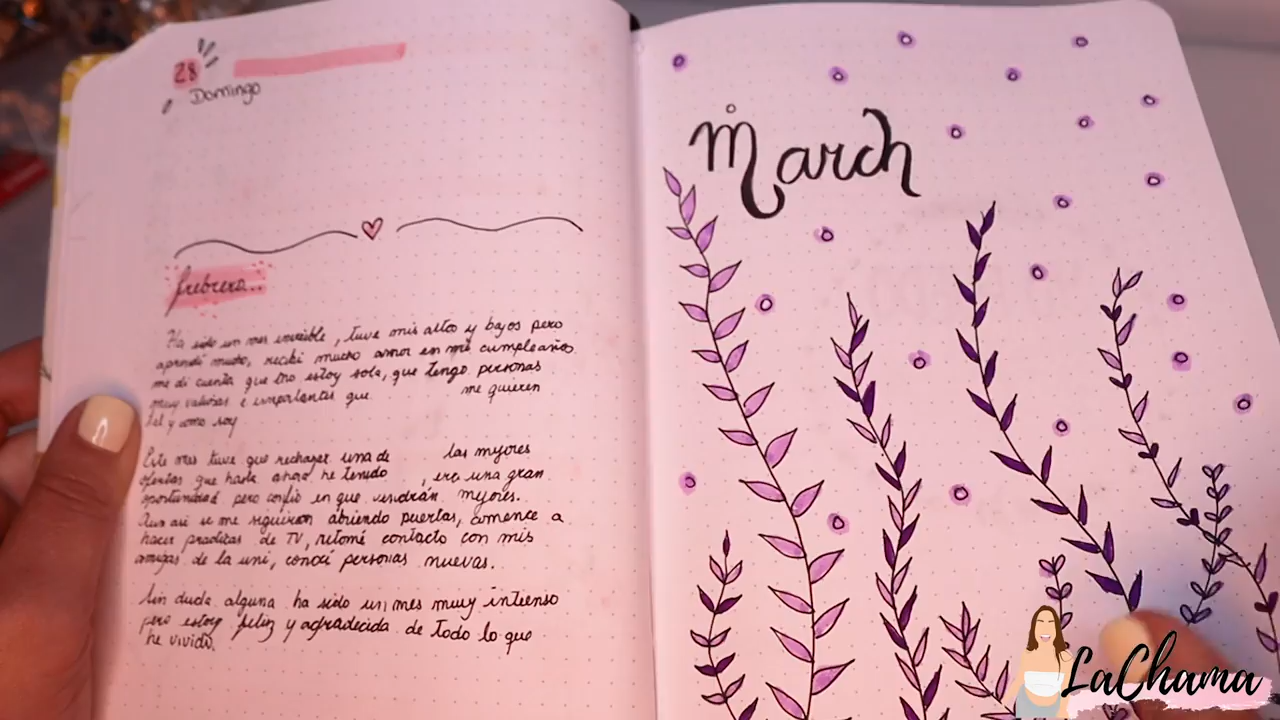 28
Domingo
febrero...
Ha sido un mes increíble, tuve mis altos y bajos pero
aprendí mucho, recibí mucho amor en mi cumpleaños
me di cuenta que no estoy sola, que tengo personas
muy valiosas e importantes que me quieren
tal y como soy
Este mes tuve que rechazar una de las mejores
ofertas que hasta ahora he tenido, era una gran
oportunidad pero confío en que vendrán mejores.
Aun así se me siguieron abriendo puertas, comence a
hacer practicas de TV, retomé contacto con mis
amigas de la uni, conocí personas nuevas.
Sin duda alguna ha sido un mes muy intenso
pero estoy feliz y agradecida de todo lo que
he vivido.
March
LaChama